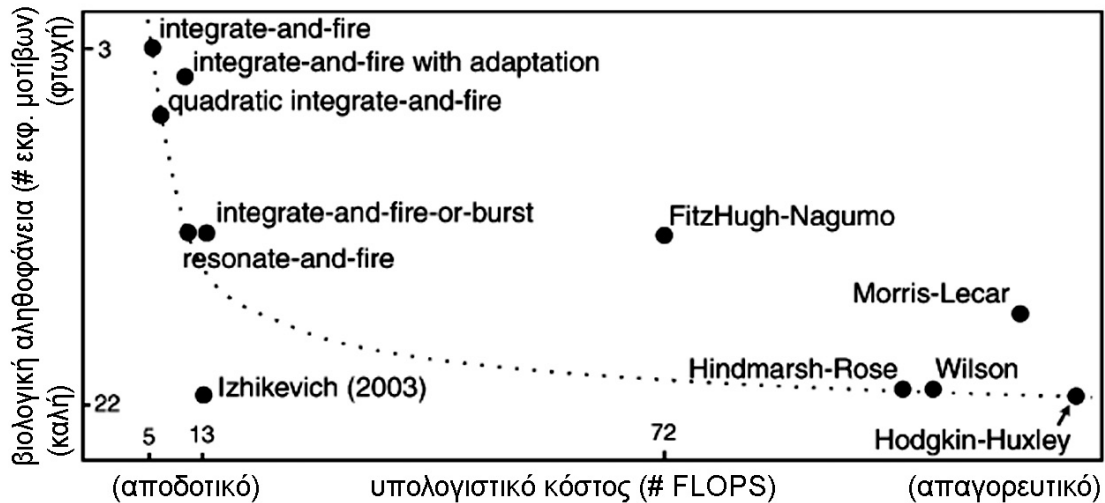 βιολογική αληθοφάνεια (# εκφ. μοτίβων)
(φτωχή)
(καλή)
3
22
integrate-and-fire
integrate-and-fire with adaptation
quadratic integrate-and-fire
integrate-and-fire-or-burst
resonate-and-fire
FitzHugh-Nagumo
Morris-Lecar
Izhikevich (2003)
Hindmarsh-Rose
Wilson
Hodgkin-Huxley
5
13
72
(αποδοτικό)
υπολογιστικό κόστος (# FLOPS)
(απαγορευτικό)